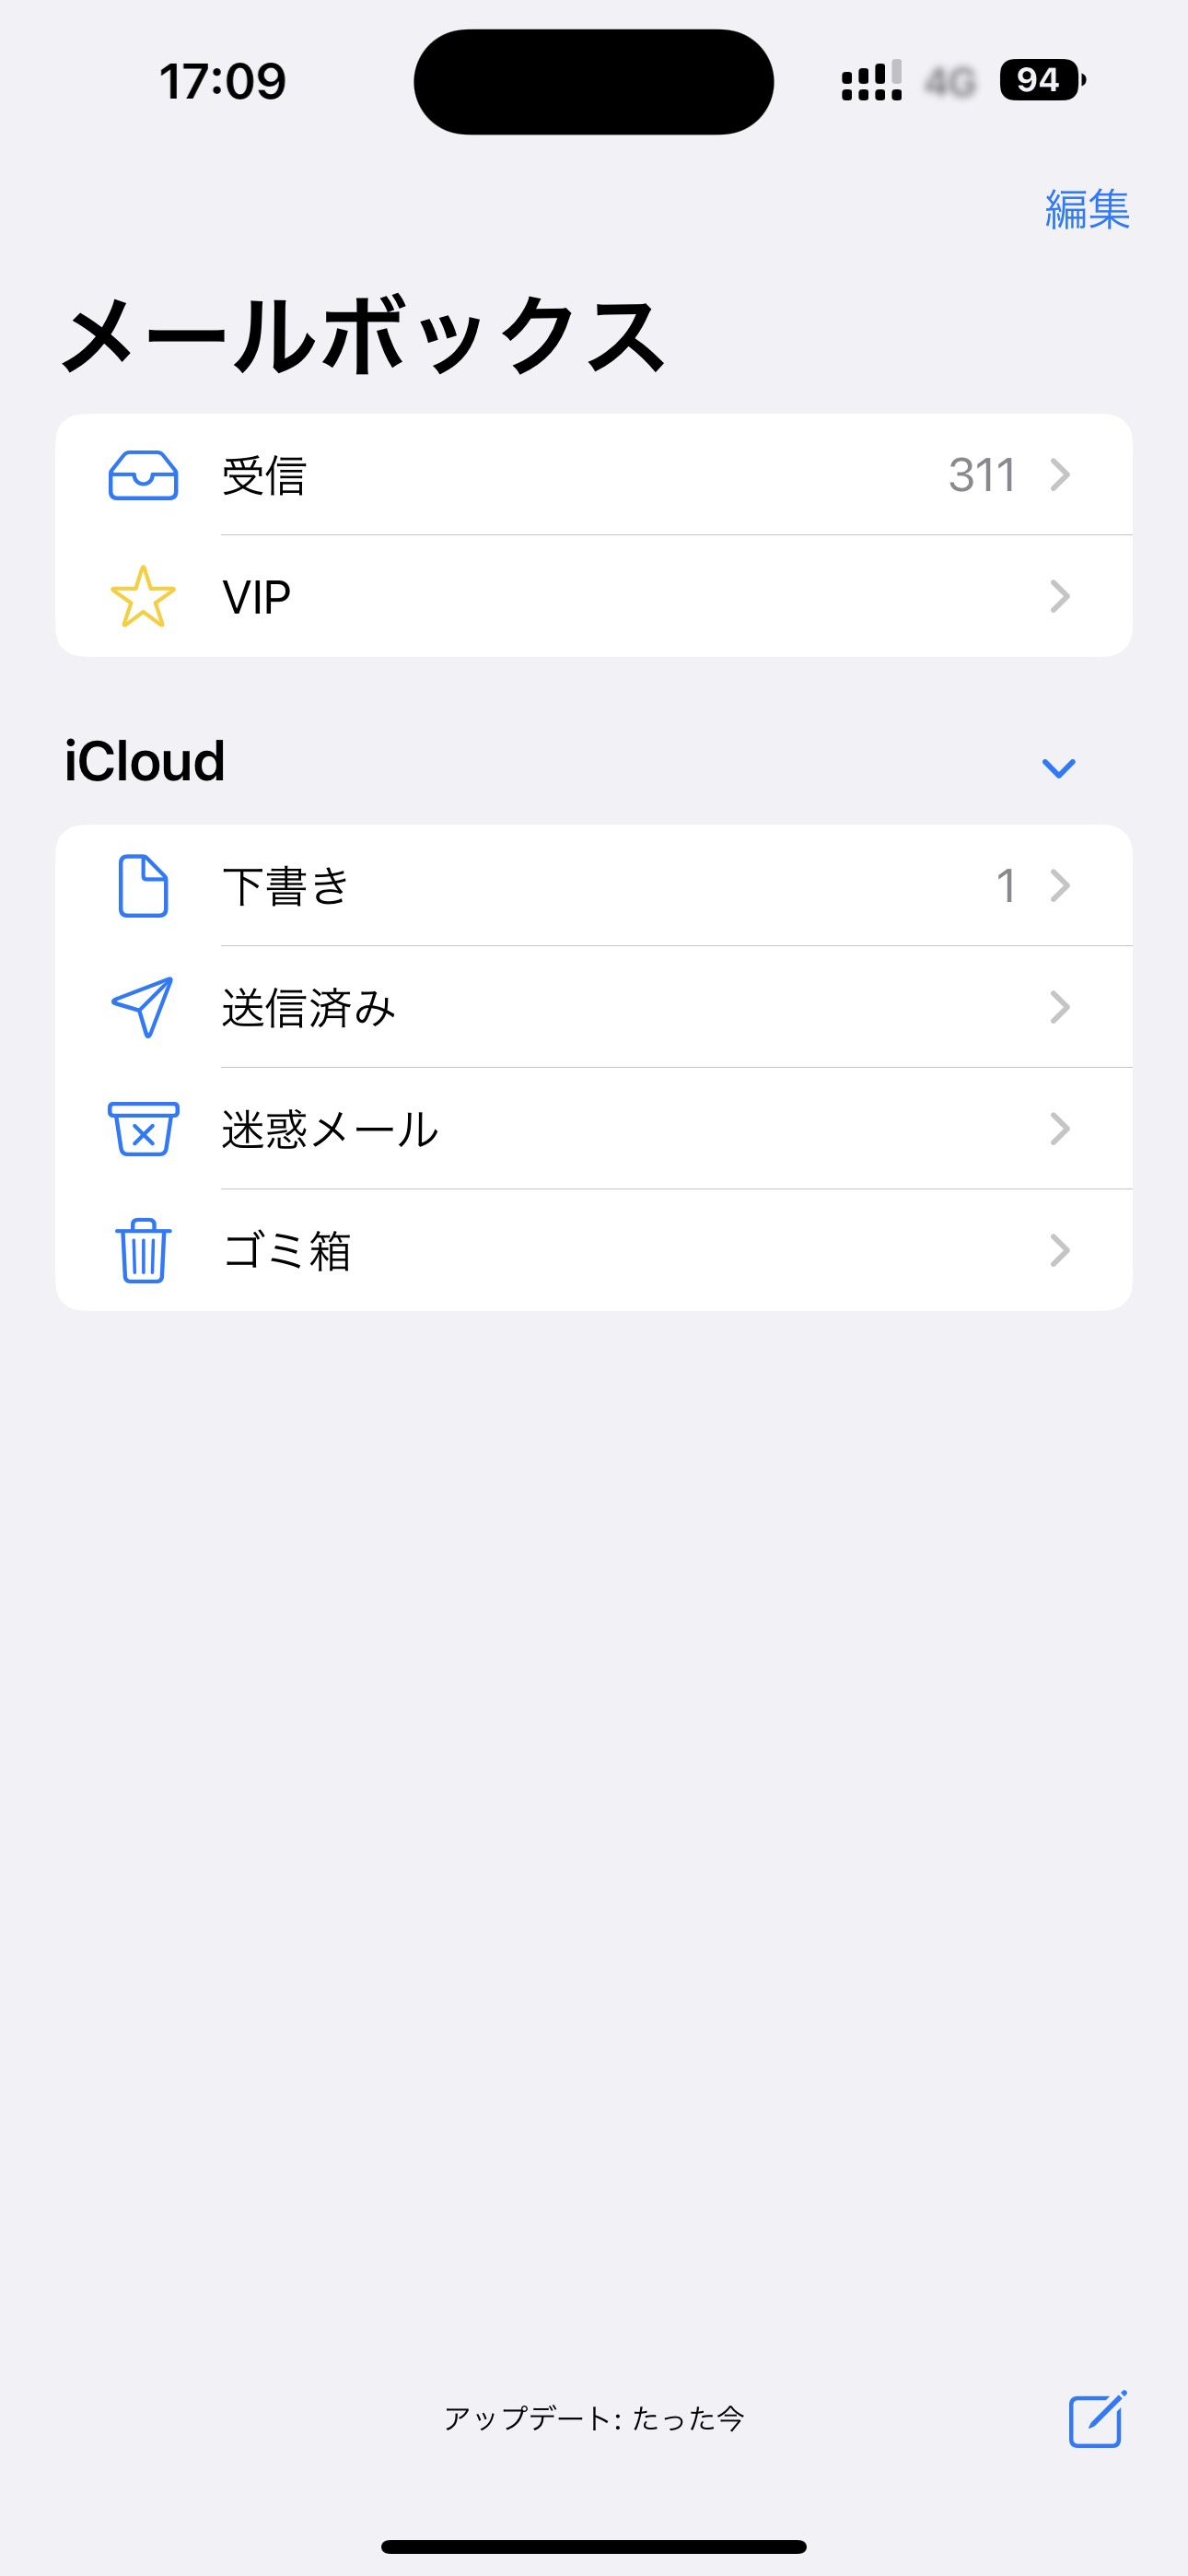 17:09 4G 94
編集
メールボックス
受信 311
VIP
iCloud
下書き 1
送信済み
迷惑メール
ゴミ箱
アップデート: たった今